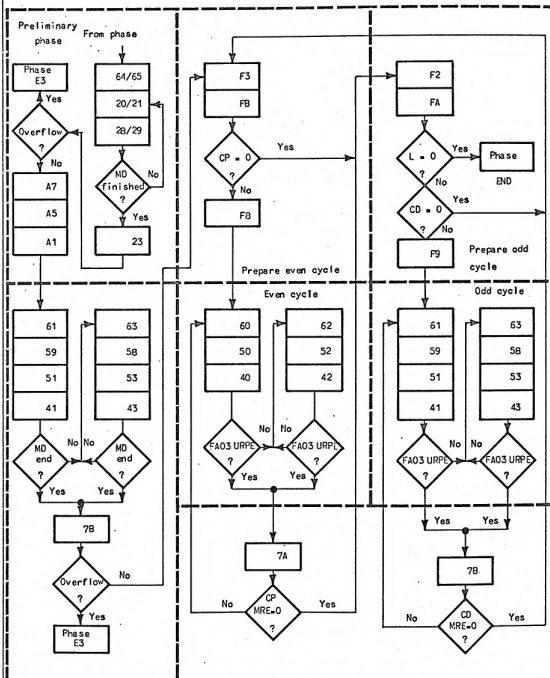 Preliminary
phase
From phase
Phase
E3
Yes
Overflow
?
No
A7
A5
A1
64/65
20/21
28/29
MD
finished
?
No
Yes
23
F3
FB
CP = 0
?
Yes
No
F8
Prepare even cycle
F2
FA
L = 0
?
Yes
Phase
END
No
CD = 0
?
Yes
No
F9
Prepare odd
cycle
61
59
51
41
MD
end
?
No
Yes
63
58
53
43
MD
end
?
No
Yes
7B
Overflow
?
No
Yes
Phase
E3
Even cycle
60
50
40
FA03 URPE
?
No
Yes
62
52
42
FA03 URPE
?
No
Yes
7A
CP
MRE=0
?
No
Yes
Odd cycle
61
59
51
41
FA03 URPE
?
No
Yes
63
58
53
43
FA03 URPE
?
No
Yes
7B
CD
MRE=0
?
No
Yes